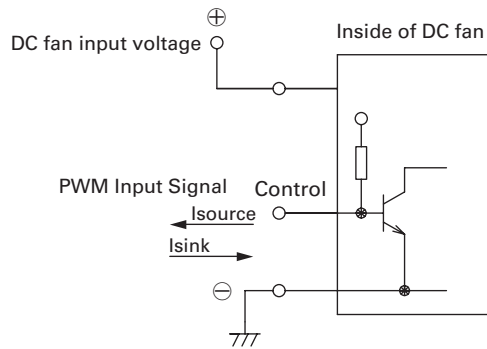 ⊕
DC fan input voltage
Inside of DC fan
PWM Input Signal
Control
Isource
Isink
⊖